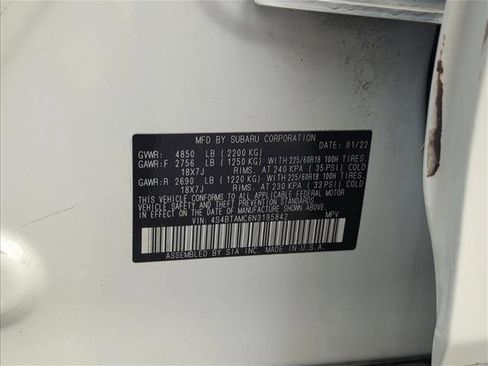 MFD BY SUBARU CORPORATION DATE: 01/22
GVWR: 4850 LB (2200 KG)
GAWR:F 2756 LB (1250 KG) WITH 225/60R18 100H TIRES,
18X7J RIMS, AT 240 KPA (35 PSI) COLD
GAWR:R 2690 LB (1220 KG) WITH 225/60R18 100H TIRES,
18X7J RIMS, AT 230 KPA (33 PSI) COLD
THIS VEHICLE CONFORMS TO ALL APPLICABLE FEDERAL MOTOR
VEHICLE SAFETY AND THEFT PREVENTION STANDARDS IN
EFFECT ON THE DATE OF MANUFACTURE SHOWN ABOVE.
VIN: 4S4BTAMC6N3195842 MPV
ASSEMBLED BY SIA INC. MADE IN U.S.A.